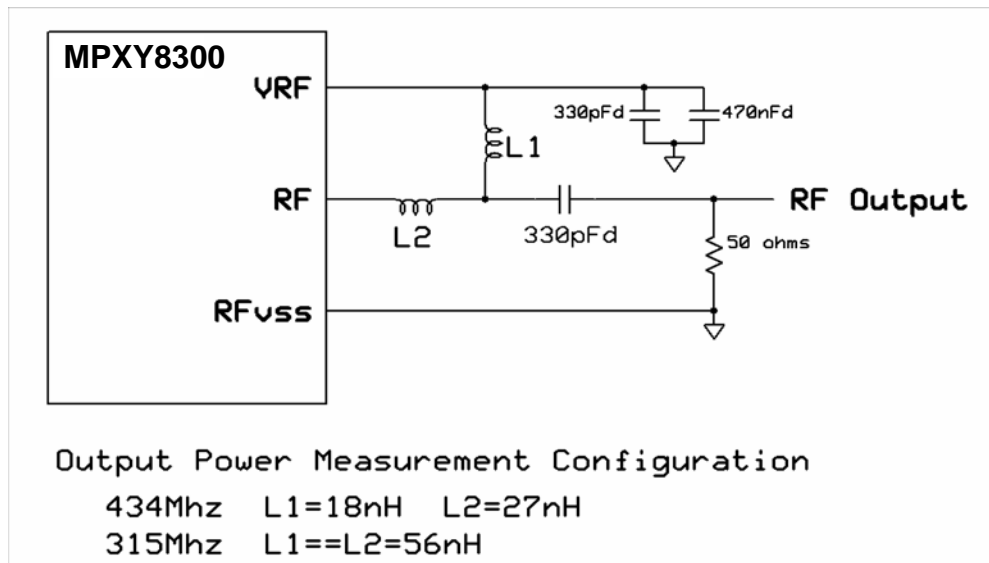 MPXY8300
VRF
330pFd
470nFd
L1
RF
L2
330pFd
RF Output
50 ohms
RFvss
Output Power Measurement Configuration
434Mhz L1=18nH L2=27nH
315Mhz L1==L2=56nH